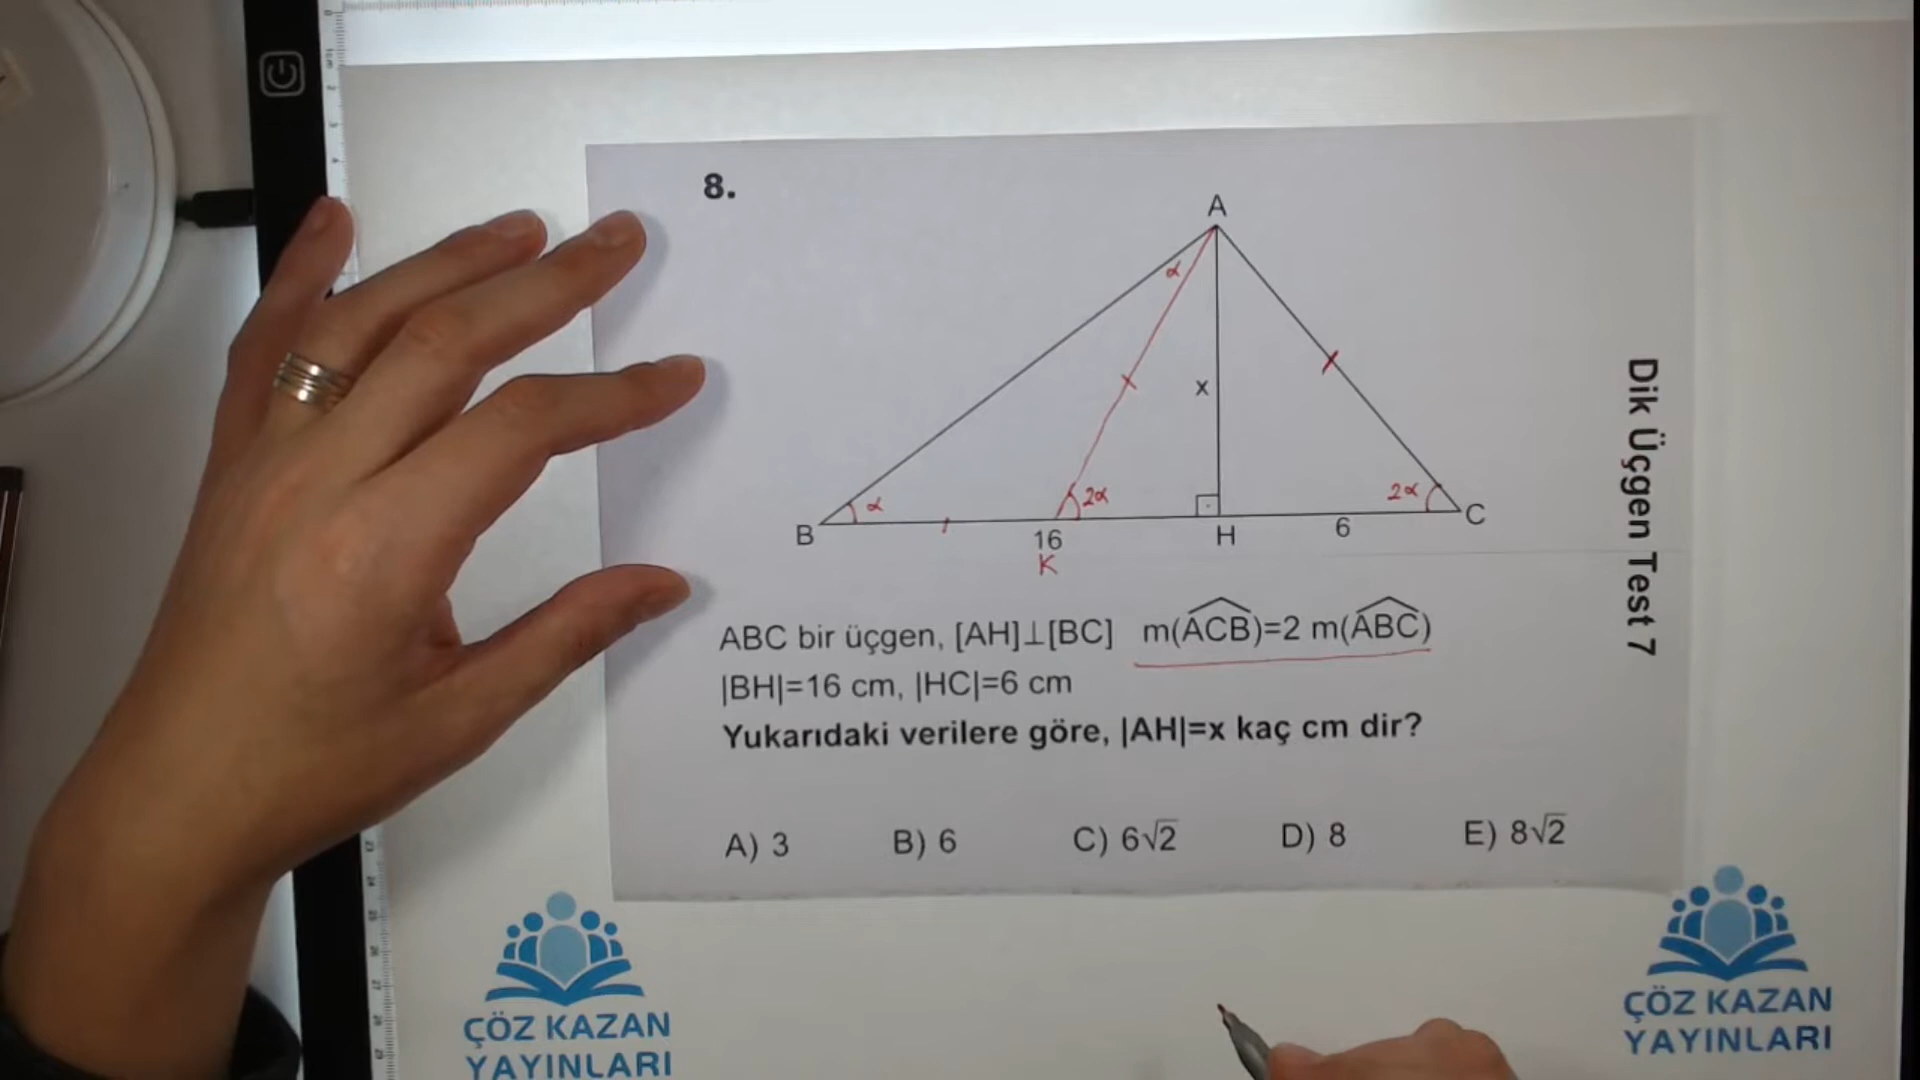 8.
A
α
x
α
2α
2α
B
16
H
6
C
K
ABC bir üçgen, [AH]⊥[BC] m(ACB)=2 m(ABC)
|BH|=16 cm, |HC|=6 cm
Yukarıdaki verilere göre, |AH|=x kaç cm dir?
A) 3 B) 6 C) 6√2 D) 8 E) 8√2
Dik Üçgen Test 7
ÇÖZ KAZAN
YAYINLARI
ÇÖZ KAZAN
YAYINLARI